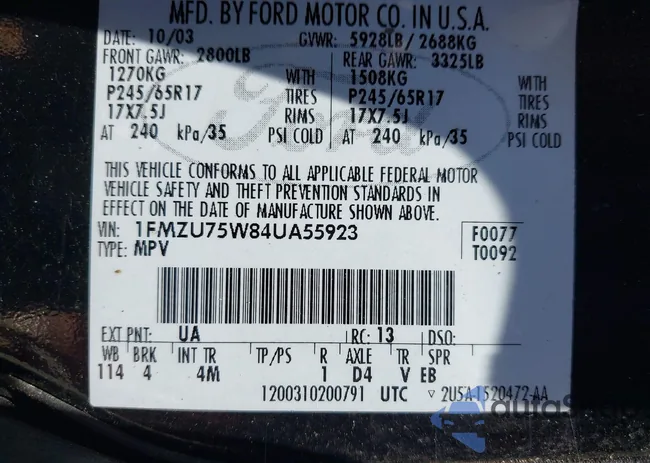 MFD. BY FORD MOTOR CO. IN U.S.A.
DATE: 10/03 GVWR: 5928LB/ 2688KG
FRONT GAWR: 2800LB REAR GAWR: 3325LB
1270KG WITH 1508KG WITH
P245/65R17 TIRES P245/65R17 TIRES
17X7.5J RIMS 17X7.5J RIMS
AT 240 kPa/35 PSI COLD AT 240 kPa/35 PSI COLD
Ford
THIS VEHICLE CONFORMS TO ALL APPLICABLE FEDERAL MOTOR
VEHICLE SAFETY AND THEFT PREVENTION STANDARDS IN
EFFECT ON THE DATE OF MANUFACTURE SHOWN ABOVE.
VIN: 1FMZU75W84UA55923 F0077
TYPE: MPV T0092
EXT PNT: UA RC: 13 DSO:
WB BRK INT TR TP/PS R AXLE TR SPR
114 4 4M 1 D4 V EB
1200310200791 UTC ▽ 2U5A-1520472-AA